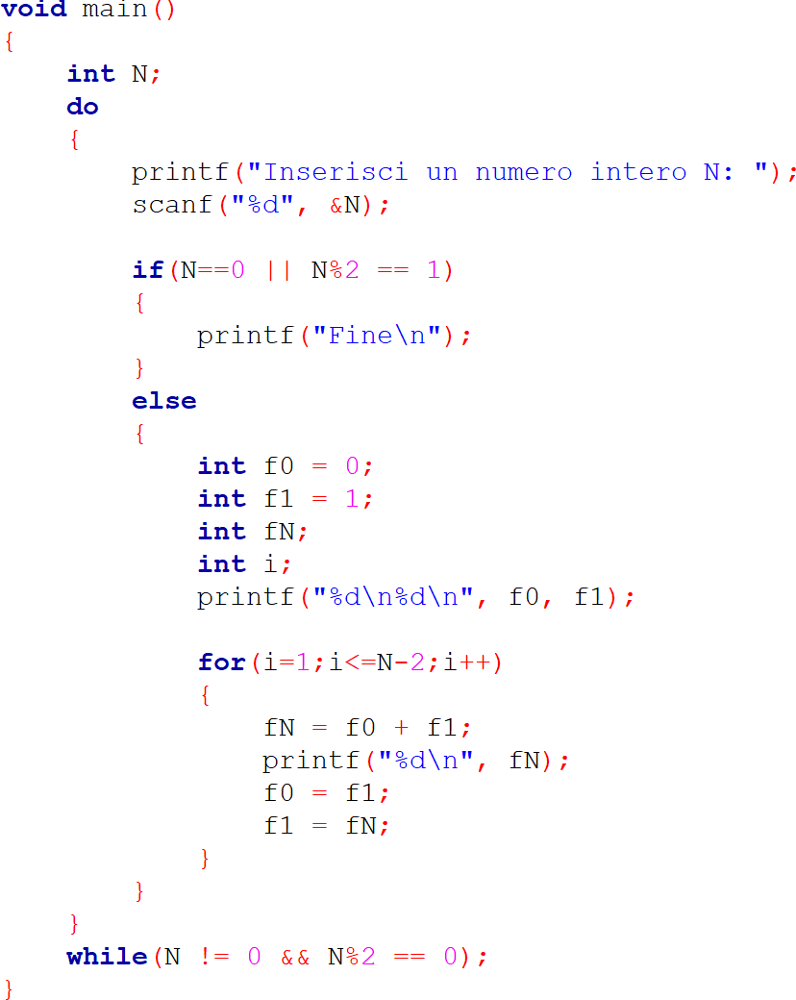 void main()
{
    int N;
    do
    {
        printf("Inserisci un numero intero N: ");
        scanf("%d", &N);

        if(N==0 || N%2 == 1)
        {
            printf("Fine\n");
        }
        else
        {
            int f0 = 0;
            int f1 = 1;
            int fN;
            int i;
            printf("%d\n%d\n", f0, f1);

            for(i=1;i<=N-2;i++)
            {
                fN = f0 + f1;
                printf("%d\n", fN);
                f0 = f1;
                f1 = fN;
            }
        }
    }
    while(N != 0 && N%2 == 0);
}